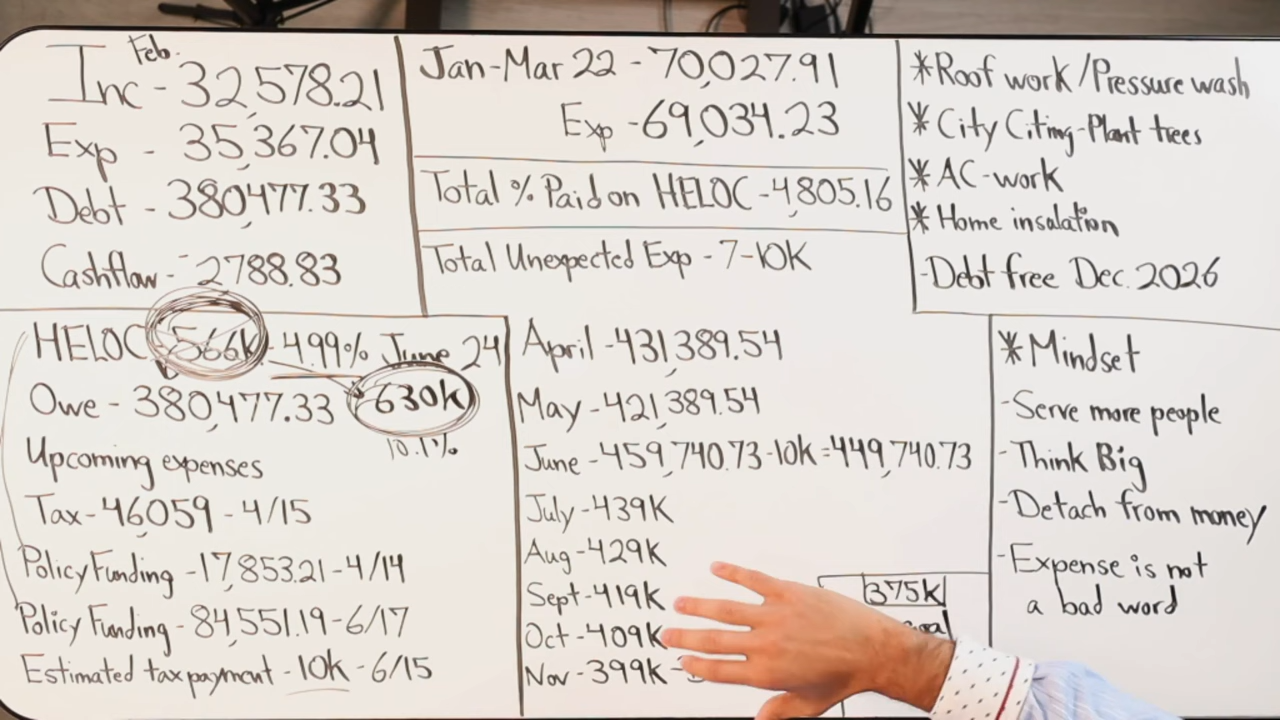 Feb.
Inc - 32,578.21
Exp - 35,367.04
Debt - 380,477.33
Cashflow - -2788.83
Jan-Mar 22 - 70,027.91
Exp - 69,034.23
Total % Paid on HELOC - 4,805.16
Total Unexpected Exp - 7-10K
*Roof work/Pressure wash
*City Citing-Plant trees
*AC-work
*Home insalation
-Debt free Dec. 2026
HELOC - 566K - 4.99% June 24
Owe - 380,477.33 630K
10.1%
Upcoming expenses
Tax - 46,059 - 4/15
Policy Funding - 17,853.21 - 4/14
Policy Funding - 84,551.19 - 6/17
Estimated tax payment - 10K - 6/15
April - 431,389.54
May - 421,389.54
June - 459,740.73 - 10K = 449,740.73
July - 439K
Aug - 429K
Sept - 419K
Oct - 409K
Nov - 399K
375K
*Mindset
-Serve more people
-Think Big
-Detach from money
-Expense is not
a bad word